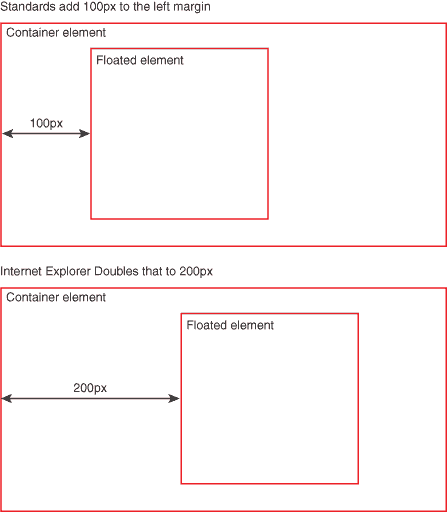 Standards add 100px to the left margin
Container element
Floated element
100px
Internet Explorer Doubles that to 200px
Container element
Floated element
200px